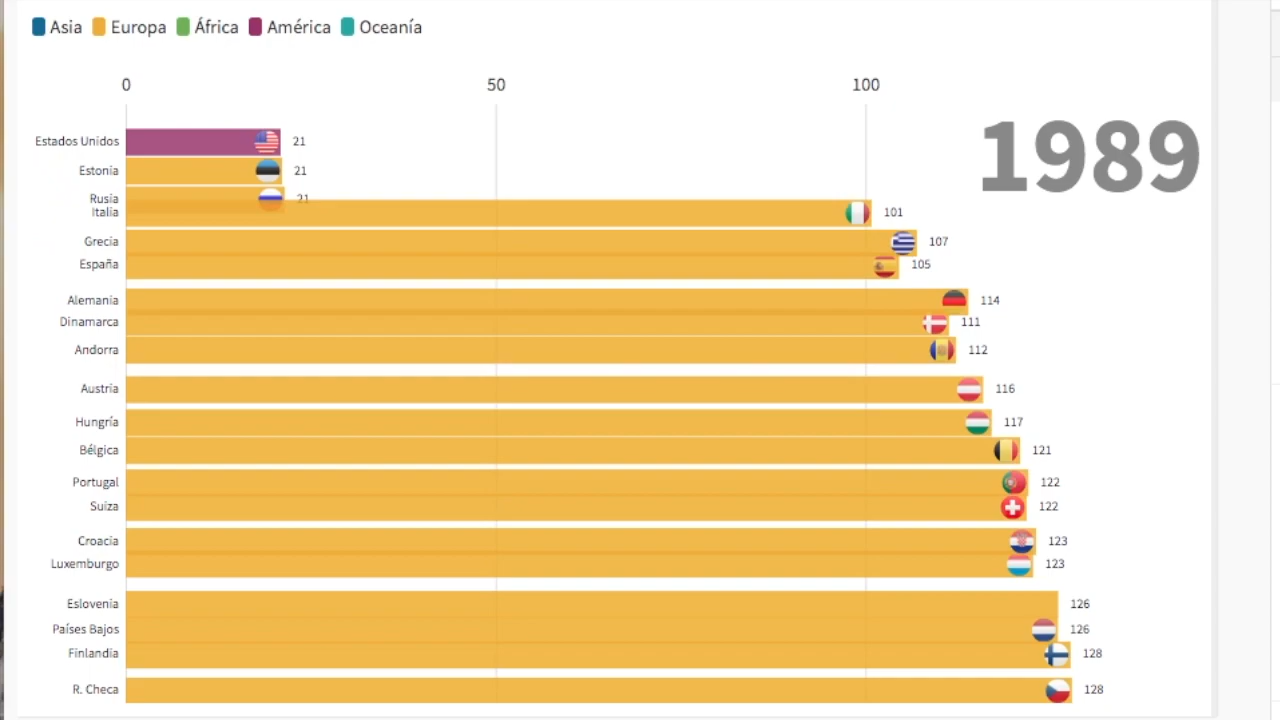 Asia Europa África América Oceanía
0 50 100
1989
Estados Unidos 21
Estonia 21
Rusia 21
Italia 101
Grecia 107
España 105
Alemania 114
Dinamarca 111
Andorra 112
Austria 116
Hungría 117
Bélgica 121
Portugal 122
Suiza 122
Croacia 123
Luxemburgo 123
Eslovenia 126
Países Bajos 126
Finlandia 128
R. Checa 128